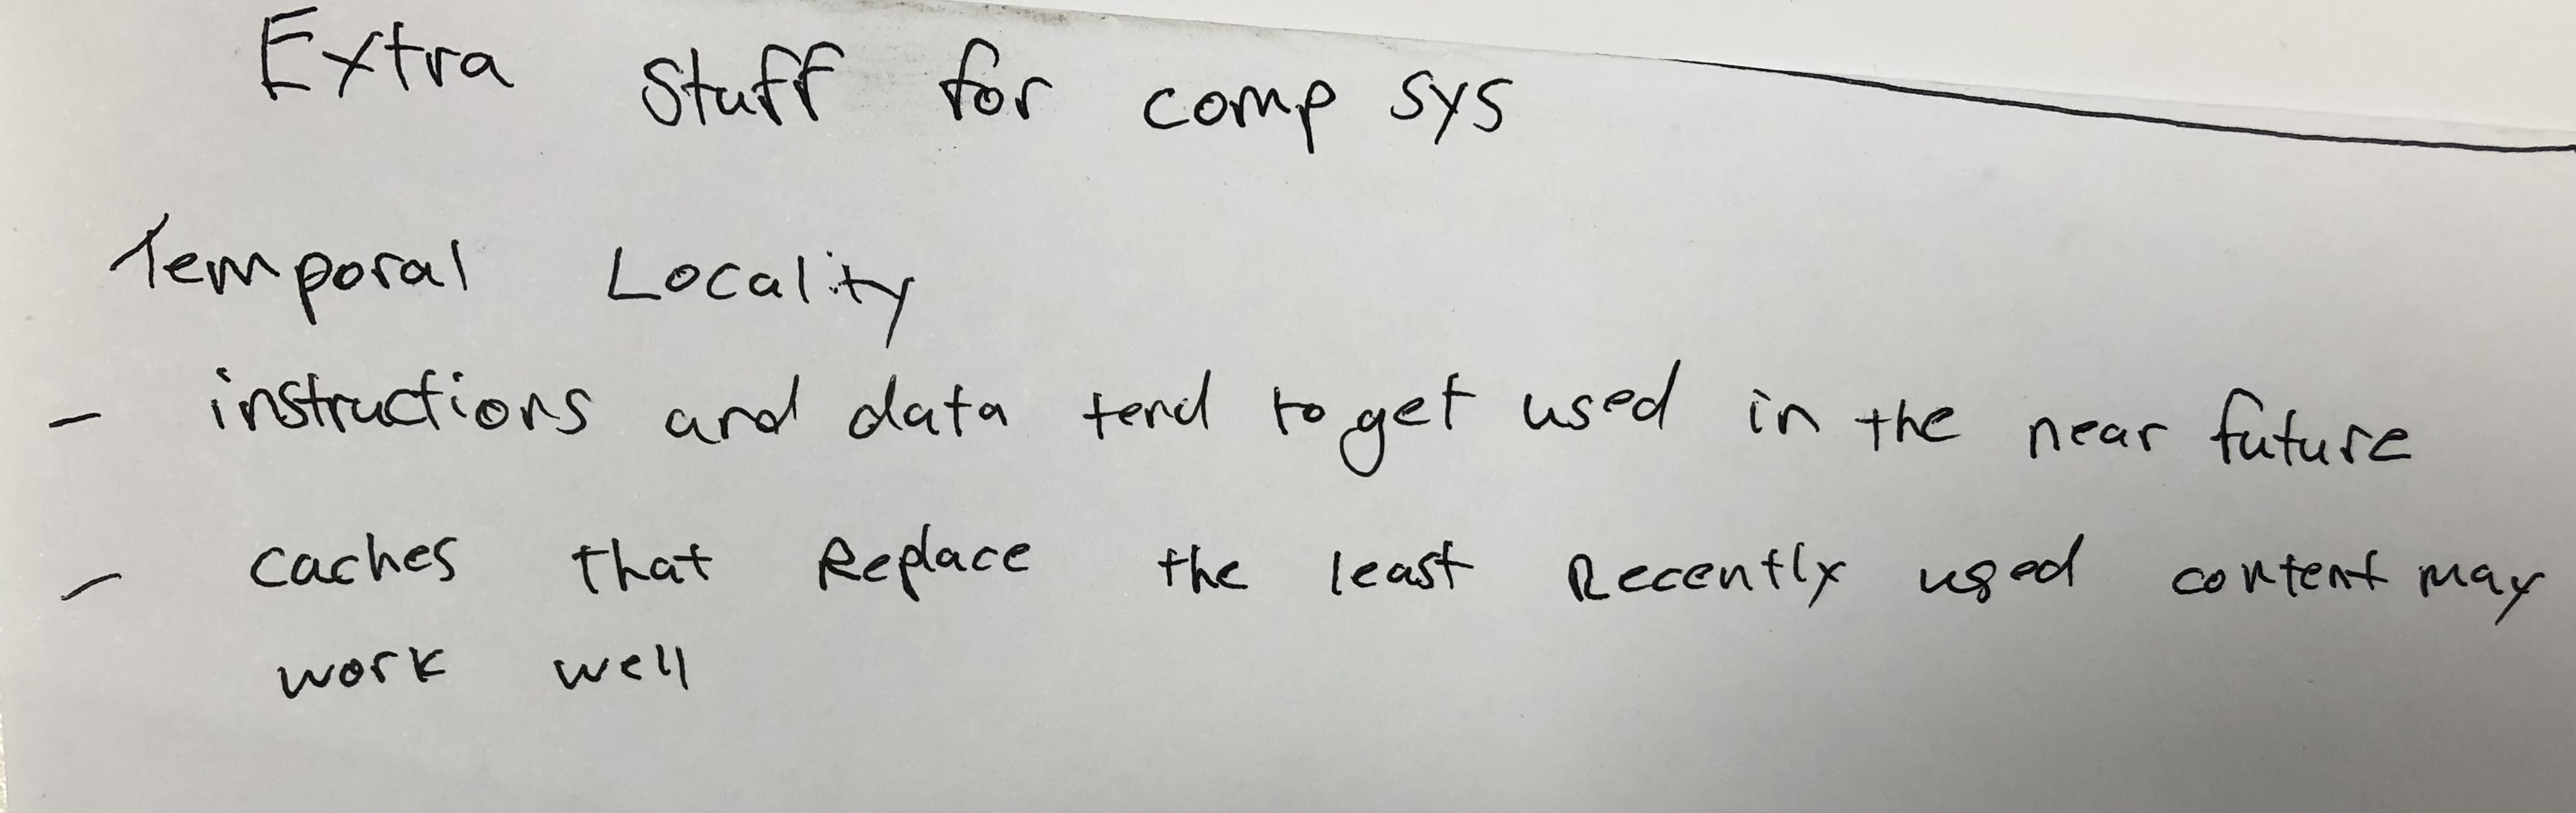 Extra stuff for comp sys
Temporal Locality
- instructions and data tend to get used in the near future
- caches that Replace the least Recently used content may
work well